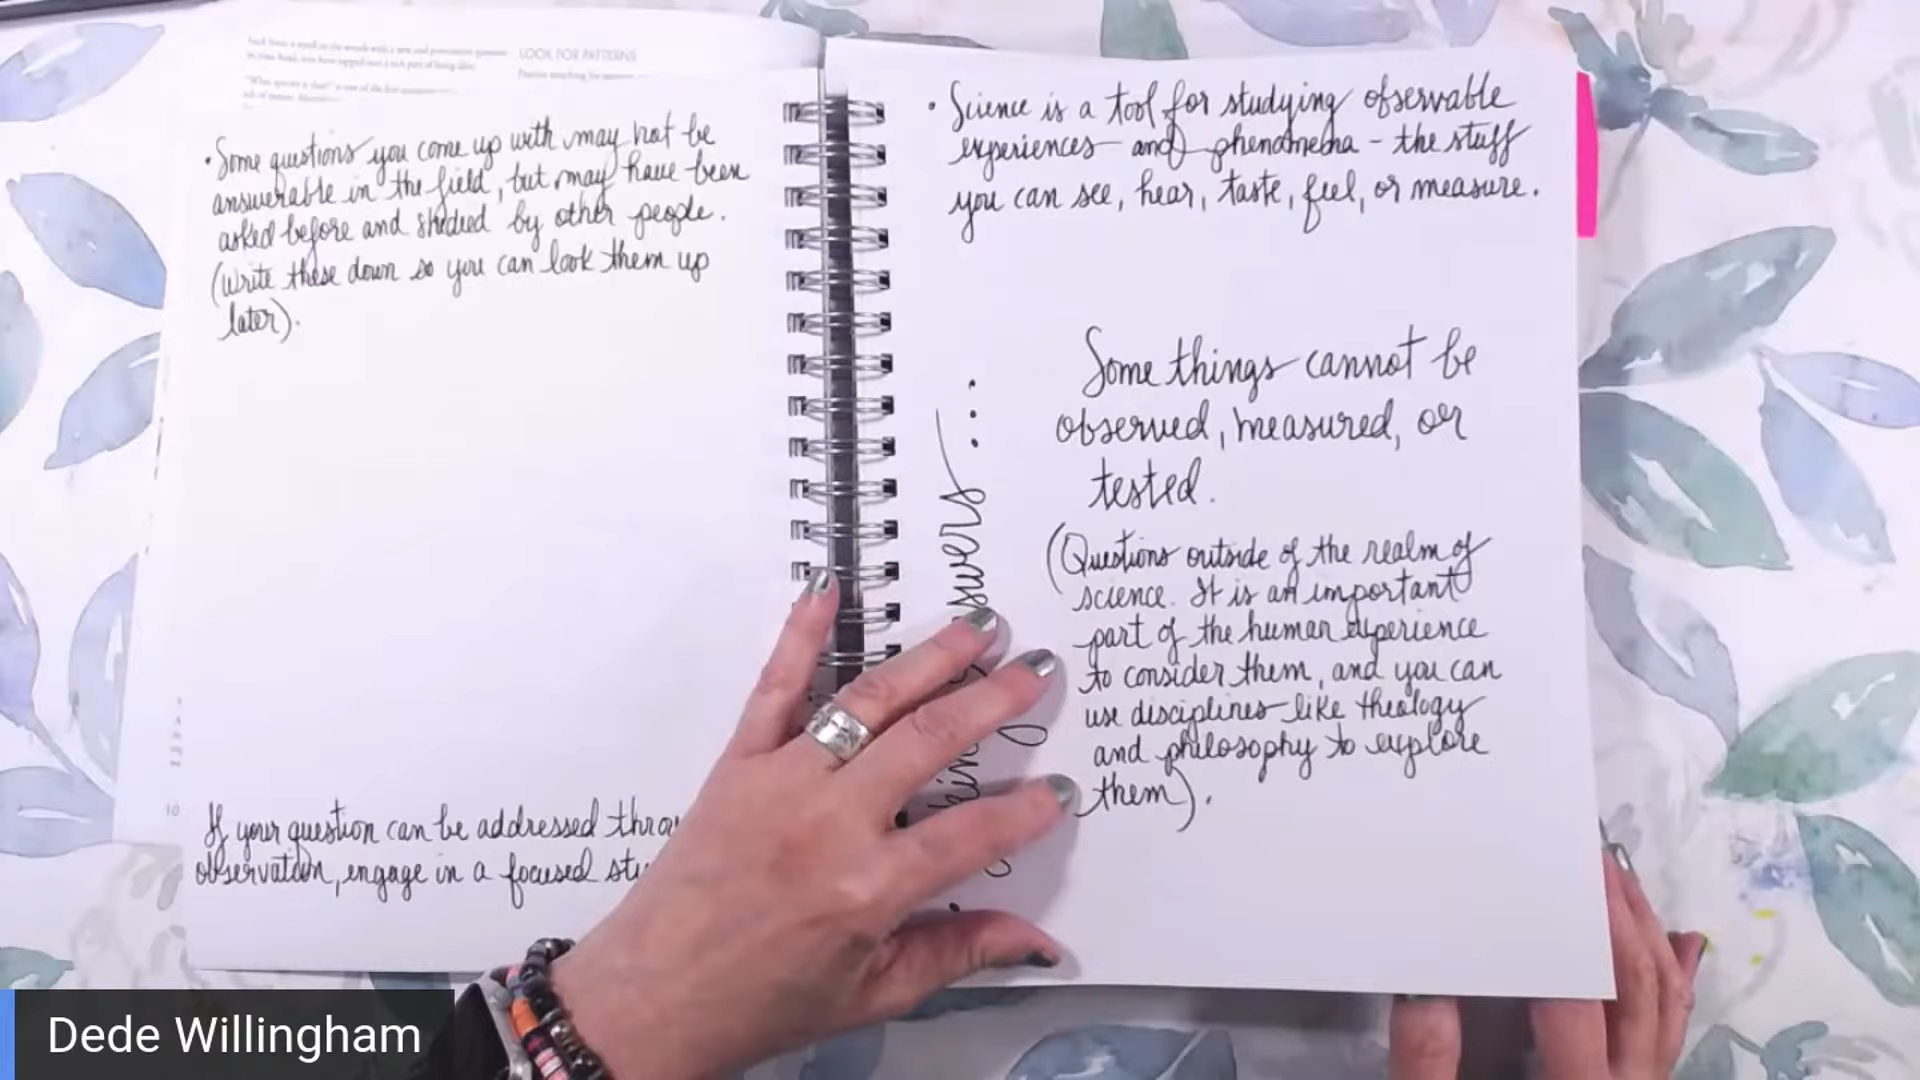 LOOK FOR PATTERNS
• Some questions you come up with may not be
answerable in the field, but may have been
asked before and studied by other people.
(Write these down so you can look them up
later).
10
If your question can be addressed
observation, engage in a focused
• Science is a tool for studying observable
experiences and phenomena - the stuff
you can see, hear, taste, feel, or measure.
Some things cannot be
observed, measured, or
tested.
(Questions outside of the realm of
science. It is an important
part of the human experience
to consider them, and you can
use disciplines like theology
and philosophy to explore
them).
Dede Willingham